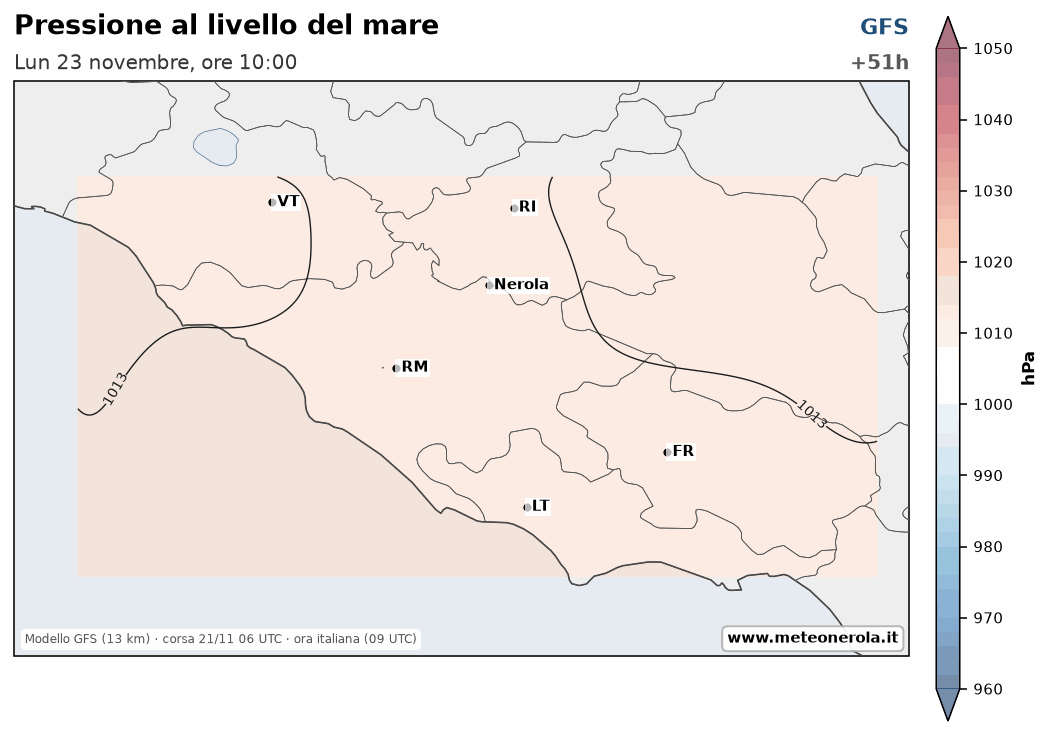 Pressione al livello del mare
GFS
Lun 23 novembre, ore 10:00
+51h
VT
RI
Nerola
RM
1013
1013
FR
LT
Modello GFS (13 km) · corsa 21/11 06 UTC · ora italiana (09 UTC)
www.meteonerola.it
1050
1040
1030
1020
1010
1000
990
980
970
960
hPa